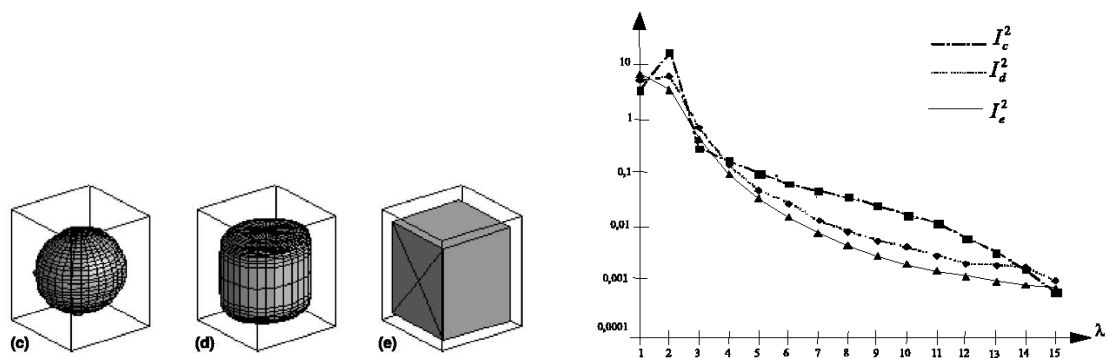 (c)
(d)
(e)
10
1
0,1
0,01
0,001
0,0001
1 2 3 4 5 6 7 8 9 10 11 12 13 14 15
λ
I_c^2
I_d^2
I_e^2